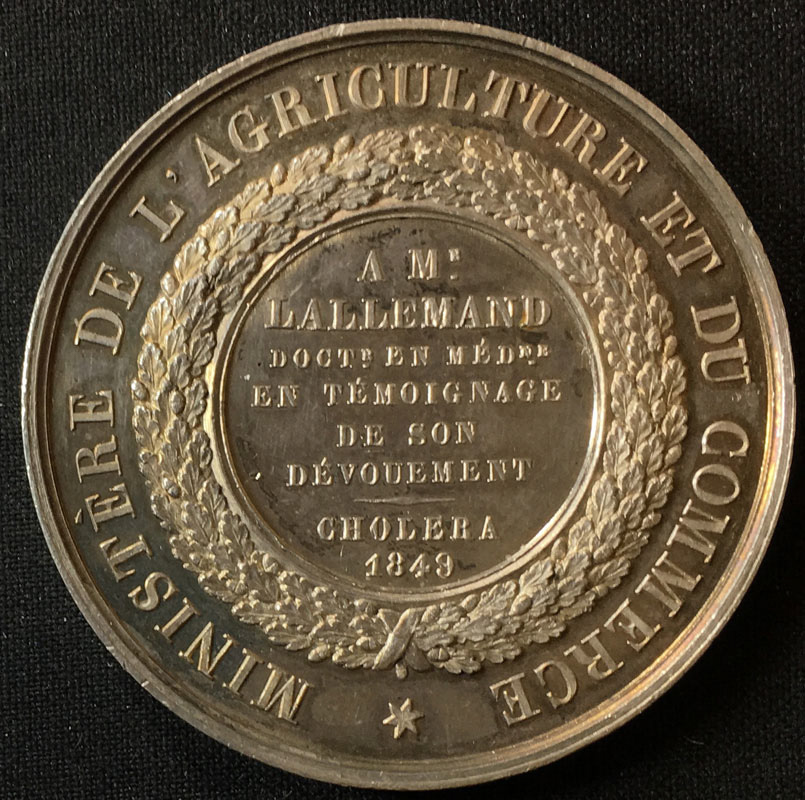 MINISTÈRE DE L'AGRICULTURE ET DU COMMERCE
A Mᴿ
LALLEMAND
DOCTᴿ EN MÉDᴺᴱ
EN TÉMOIGNAGE
DE SON
DÉVOUEMENT
CHOLERA
1849